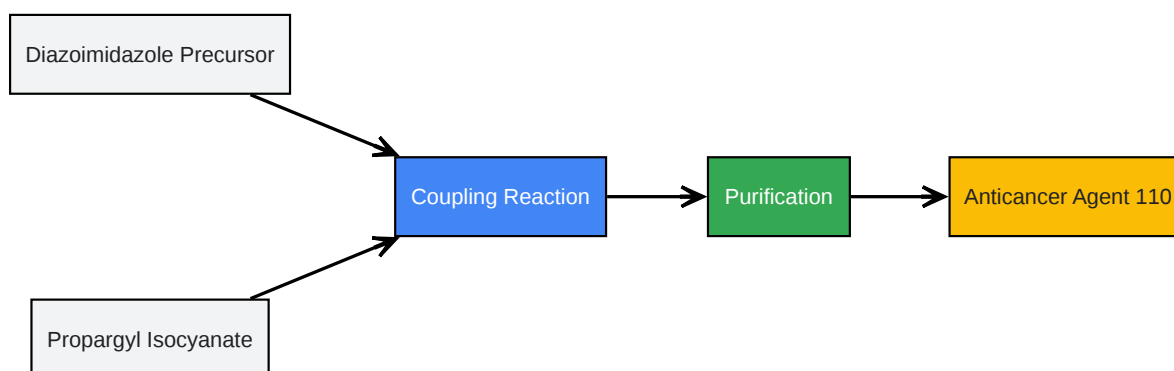 Diazoimidazole Precursor
Propargyl Isocyanate
Coupling Reaction
Purification
Anticancer Agent 110